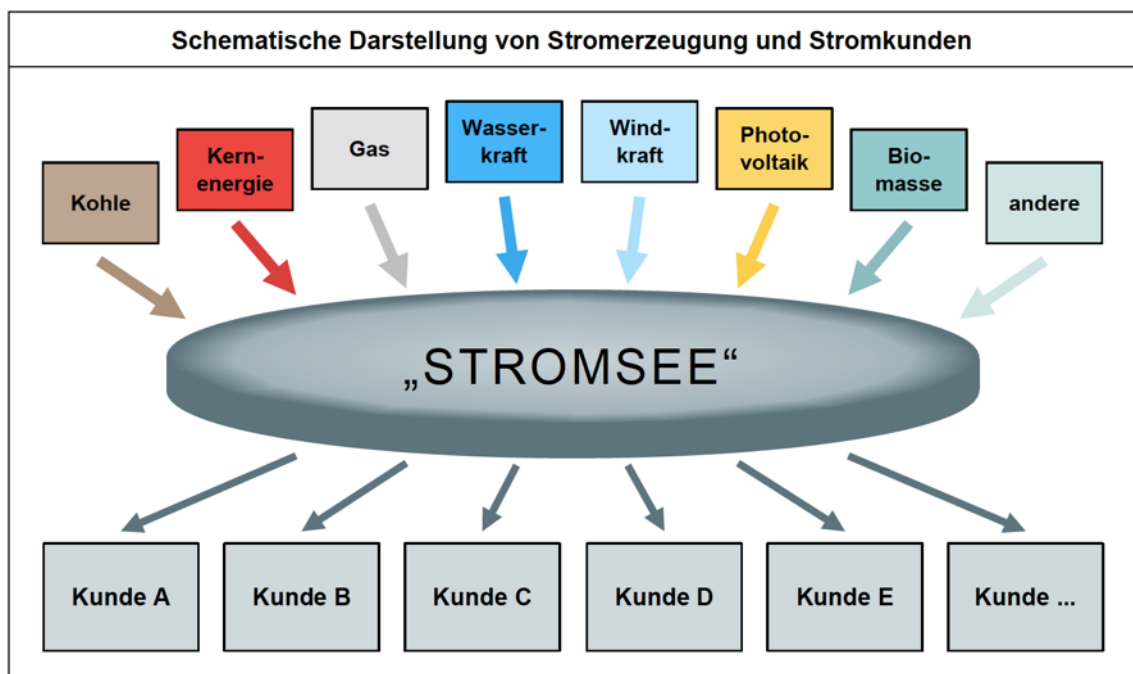 Schematische Darstellung von Stromerzeugung und Stromkunden
Kohle
Kern-
energie
Gas
Wasser-
kraft
Wind-
kraft
Photo-
voltaik
Bio-
masse
andere
„STROMSEE“
Kunde A
Kunde B
Kunde C
Kunde D
Kunde E
Kunde ...